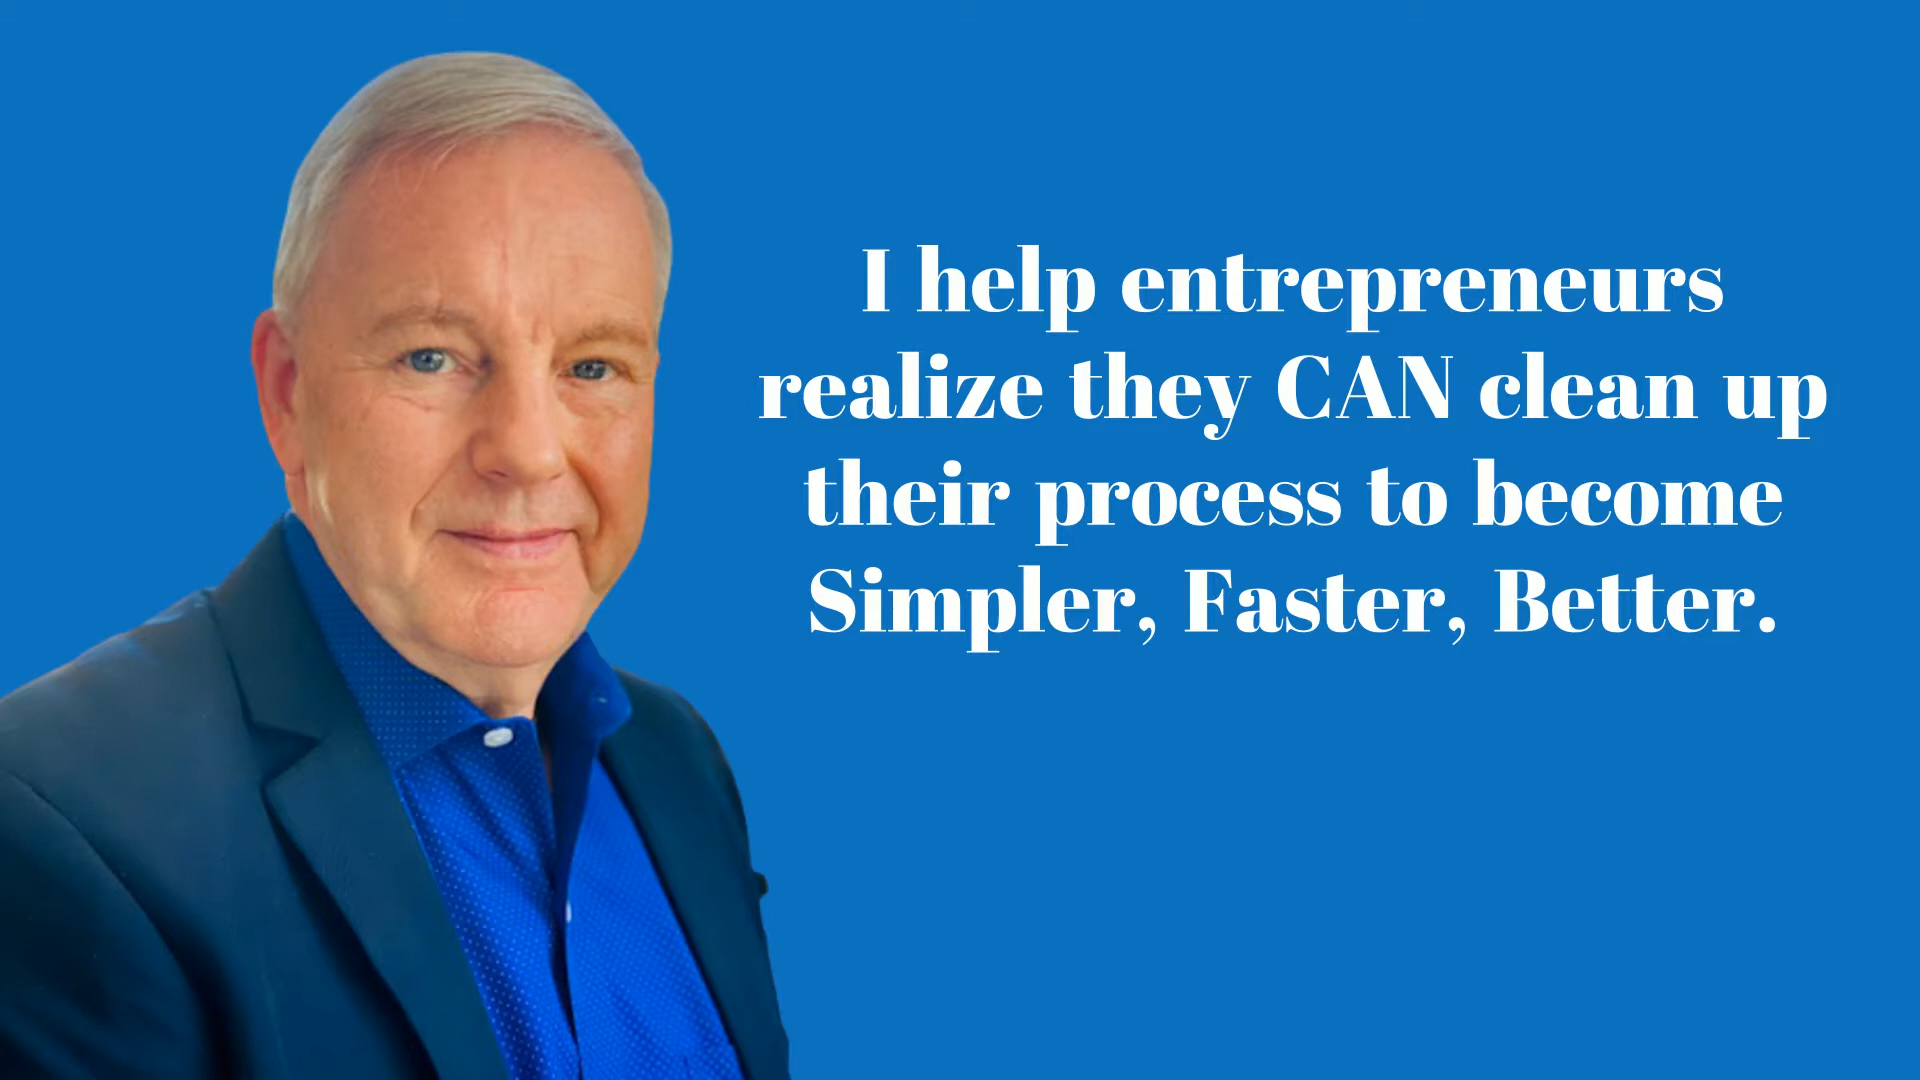 I help entrepreneurs
realize they CAN clean up
their process to become
Simpler, Faster, Better.